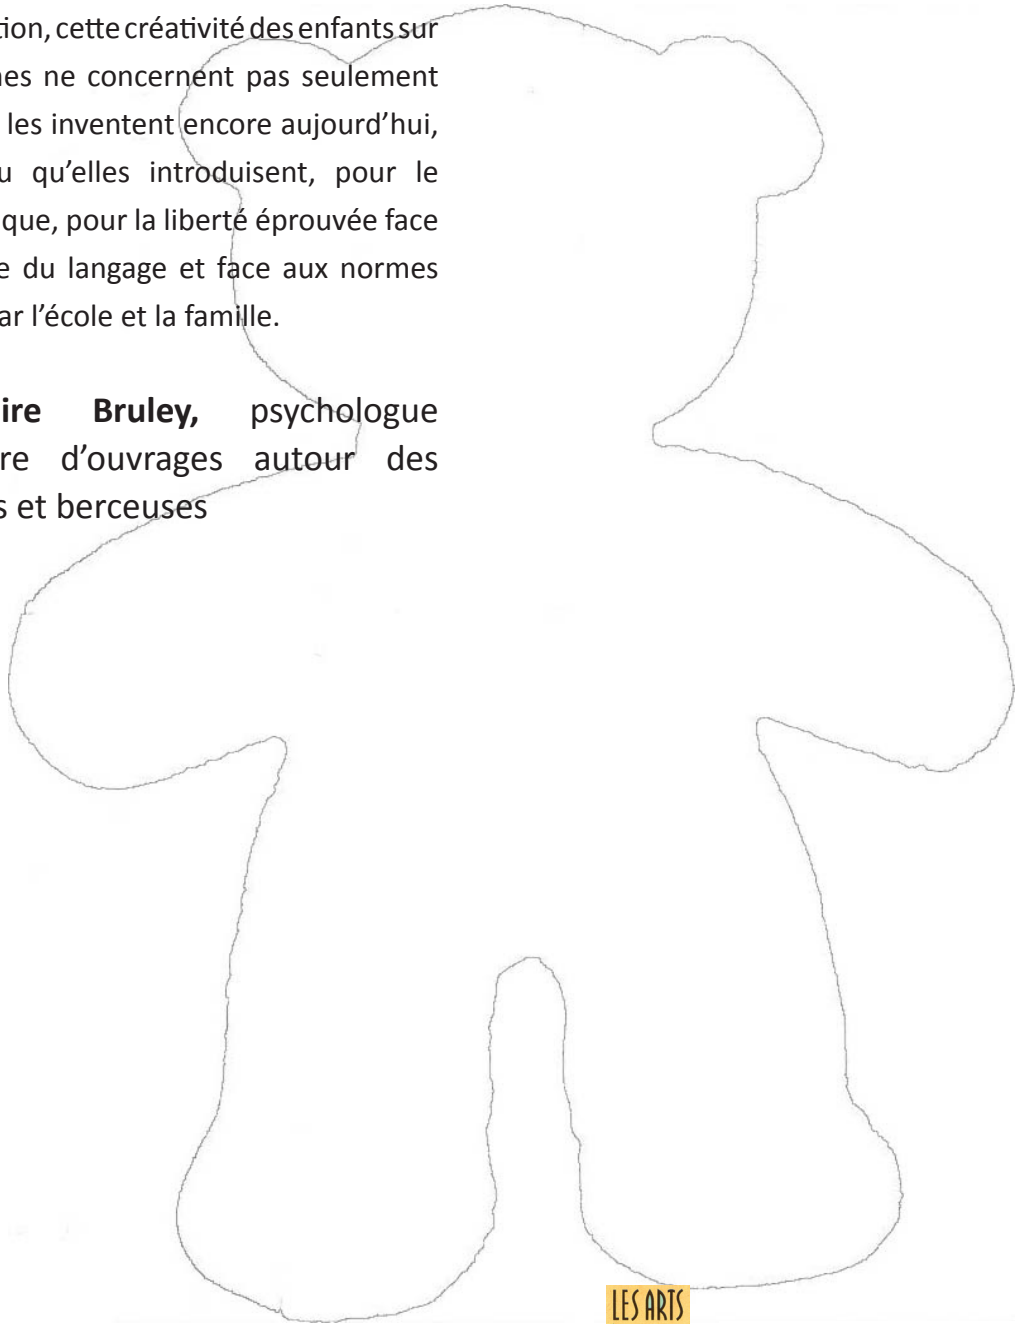 tion, cette créativité des enfants sur
nes ne concernent pas seulement
les inventent encore aujourd’hui,
u qu’elles introduisent, pour le
que, pour la liberté éprouvée face
e du langage et face aux normes
ar l’école et la famille.
ire Bruley, psychologue
re d’ouvrages autour des
s et berceuses
LES ARTS